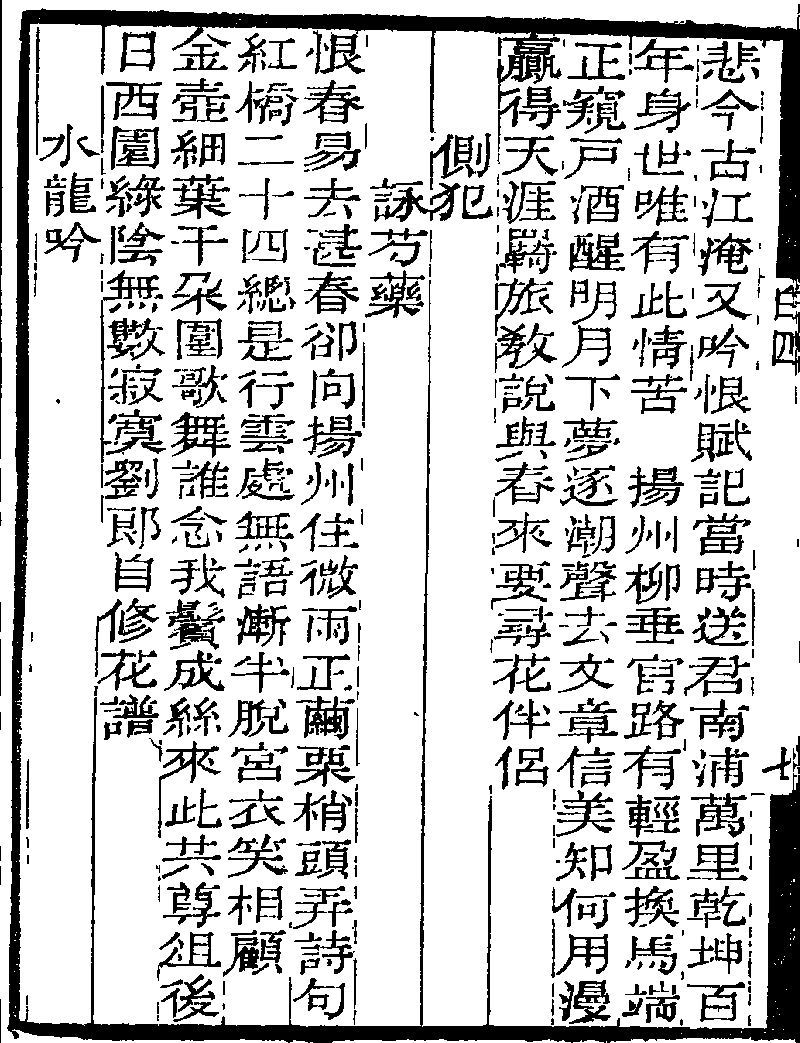 白四
七
悲今古江淹又吟恨賦記當時送君南浦萬里乾坤百
年身世唯有此情苦　揚州柳垂官路有輕盈換馬端
正窺戸酒醒明月下夢逐潮聲去文章信美知何用漫
贏得天涯羇旅敎說與春來要尋花伴侶
側犯
詠芍藥
恨春易去甚春卻向揚州住微雨正繭栗梢頭弄詩句
紅橋二十四總是行雲處無語漸半脫宮衣笑相顧
金壺細葉千朵圍歌舞誰念我鬢成絲來此共尊俎後
日西園綠陰無數寂寞劉郎自修花譜
水龍吟